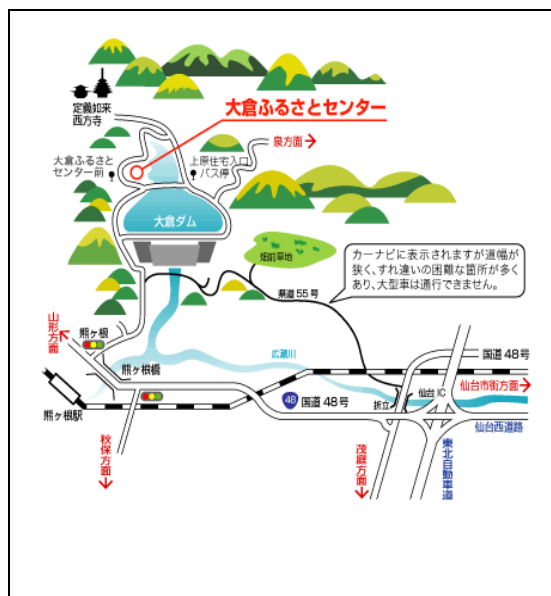 定義如来
西方寺
大倉ふるさとセンター
泉方面
大倉ふるさと
センター前
上原住宅入口
バス停
大倉ダム
畑前草地
カーナビに表示されますが道幅が
狭く、すれ違いの困難な箇所が多く
あり、大型車は通行できません。
県道55号
山形方面
熊ヶ根
広瀬川
国道48号
熊ヶ根橋
仙台市街方面
熊ヶ根駅
48
国道48号
折立
仙台IC
仙台西道路
秋保方面
茂庭方面
東北自動車道